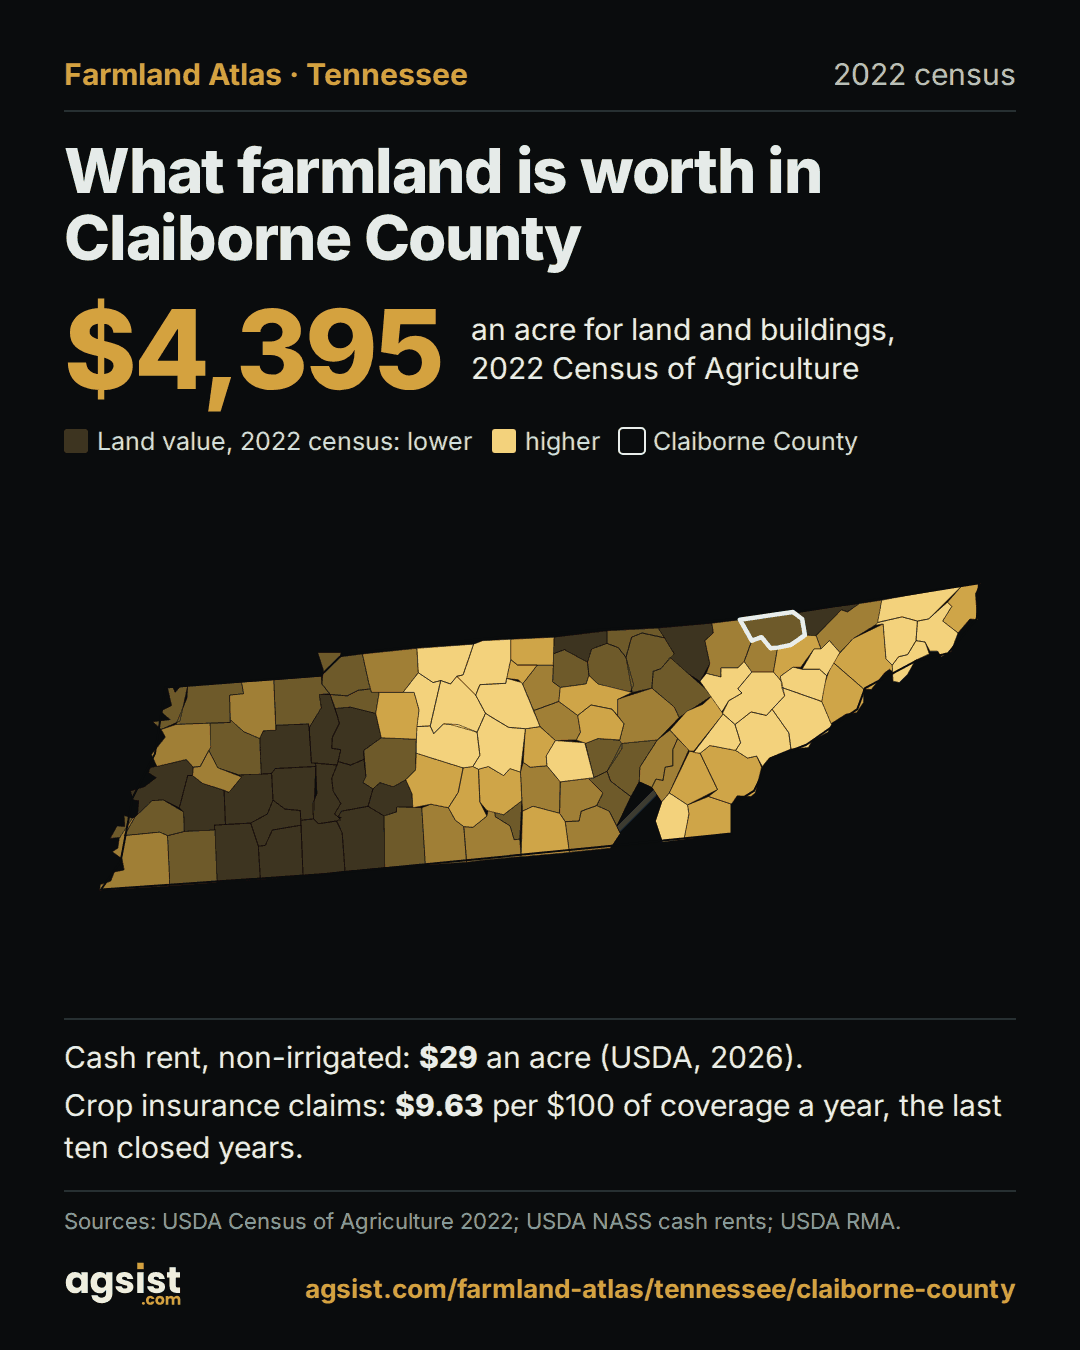 Farmland Atlas · Tennessee
2022 census
What farmland is worth in
Claiborne County
$4,395
an acre for land and buildings,
2022 Census of Agriculture
Land value, 2022 census: lower
higher
Claiborne County
Cash rent, non-irrigated: $29 an acre (USDA, 2026).
Crop insurance claims: $9.63 per $100 of coverage a year, the last
ten closed years.
Sources: USDA Census of Agriculture 2022; USDA NASS cash rents; USDA RMA.
agsist
.com
agsist.com/farmland-atlas/tennessee/claiborne-county